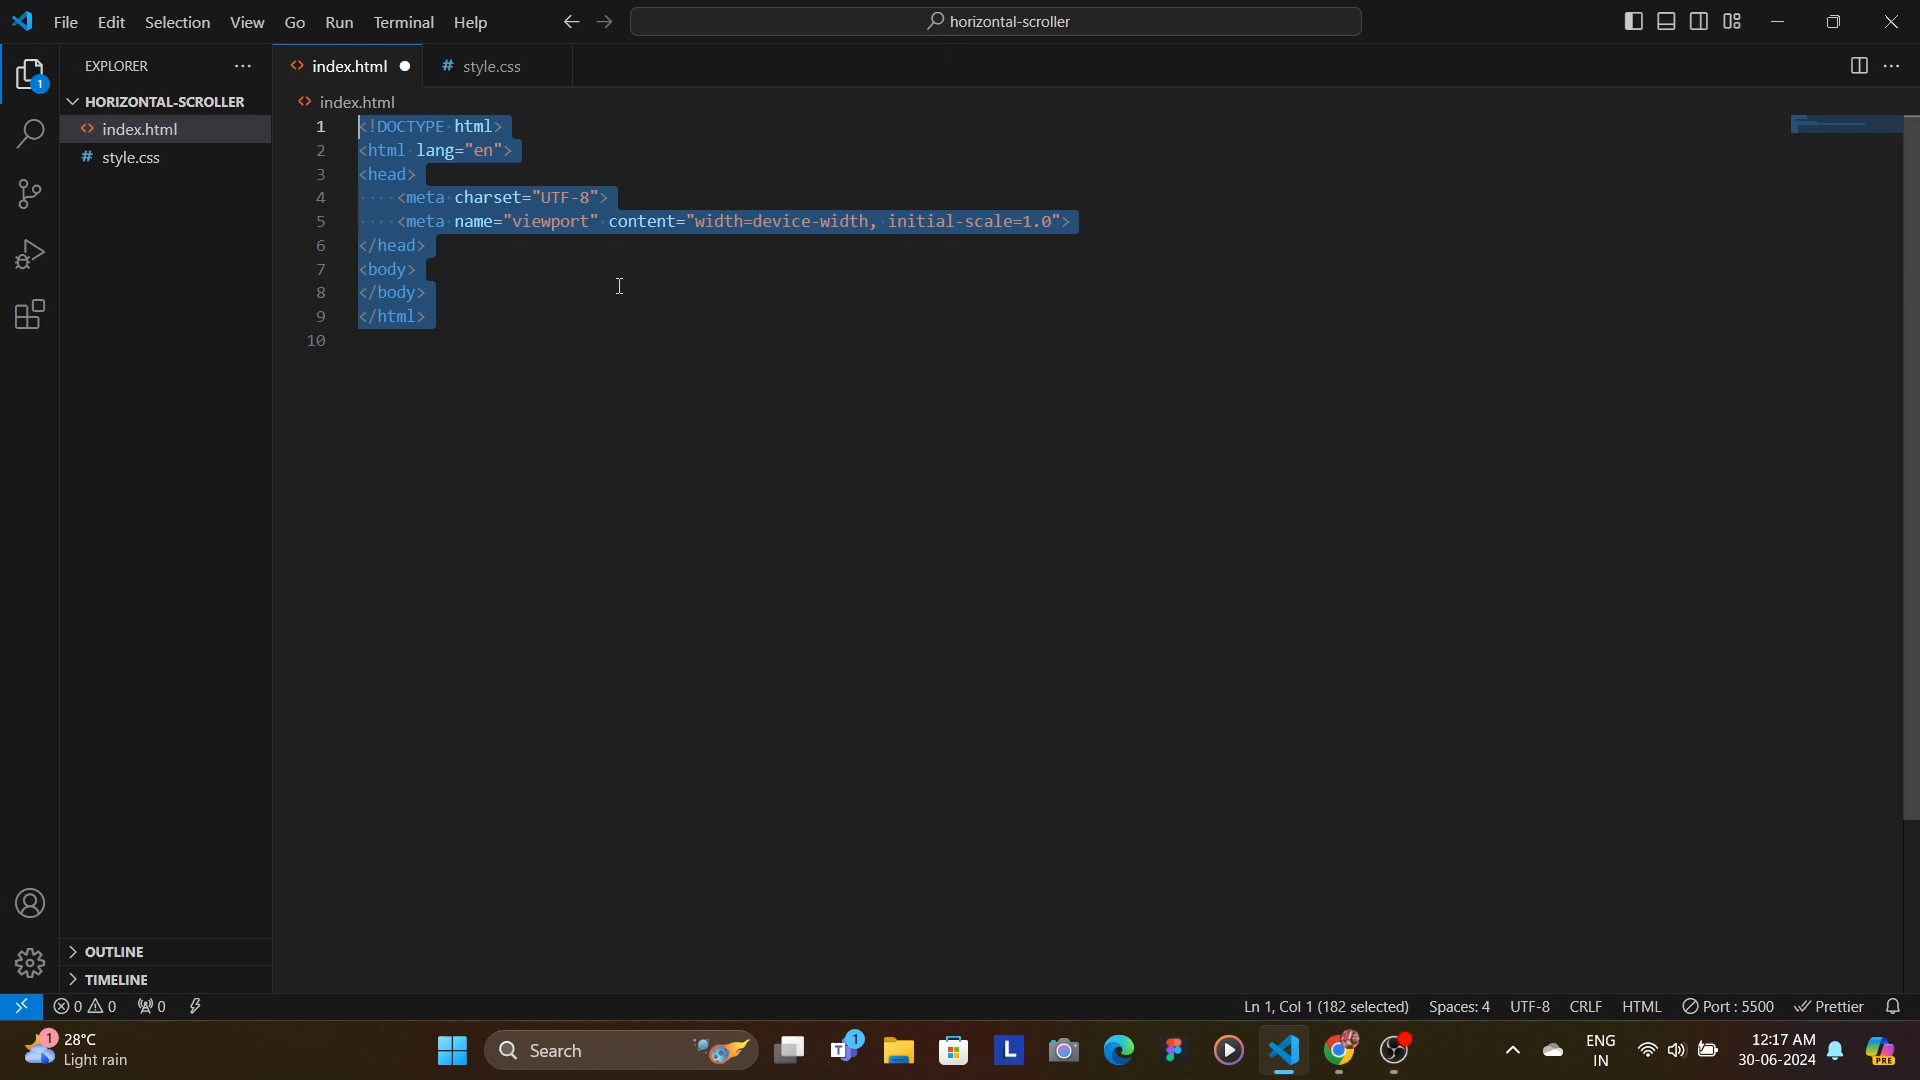 File Edit Selection View Go Run Terminal Help
horizontal-scroller
EXPLORER
index.html
style.css
HORIZONTAL-SCROLLER
index.html
style.css
1
index.html
1 <!DOCTYPE html>
2 <html lang="en">
3 <head>
4 <meta charset="UTF-8">
5 <meta name="viewport" content="width=device-width, initial-scale=1.0">
6 </head>
7 <body>
8 </body>
9 </html>
10
OUTLINE
TIMELINE
0 0 0
Ln 1, Col 1 (182 selected) Spaces: 4 UTF-8 CRLF HTML Port : 5500 Prettier
1
28°C
Light rain
Search
T
1
L
ENG
IN
12:17 AM
30-06-2024
PRE